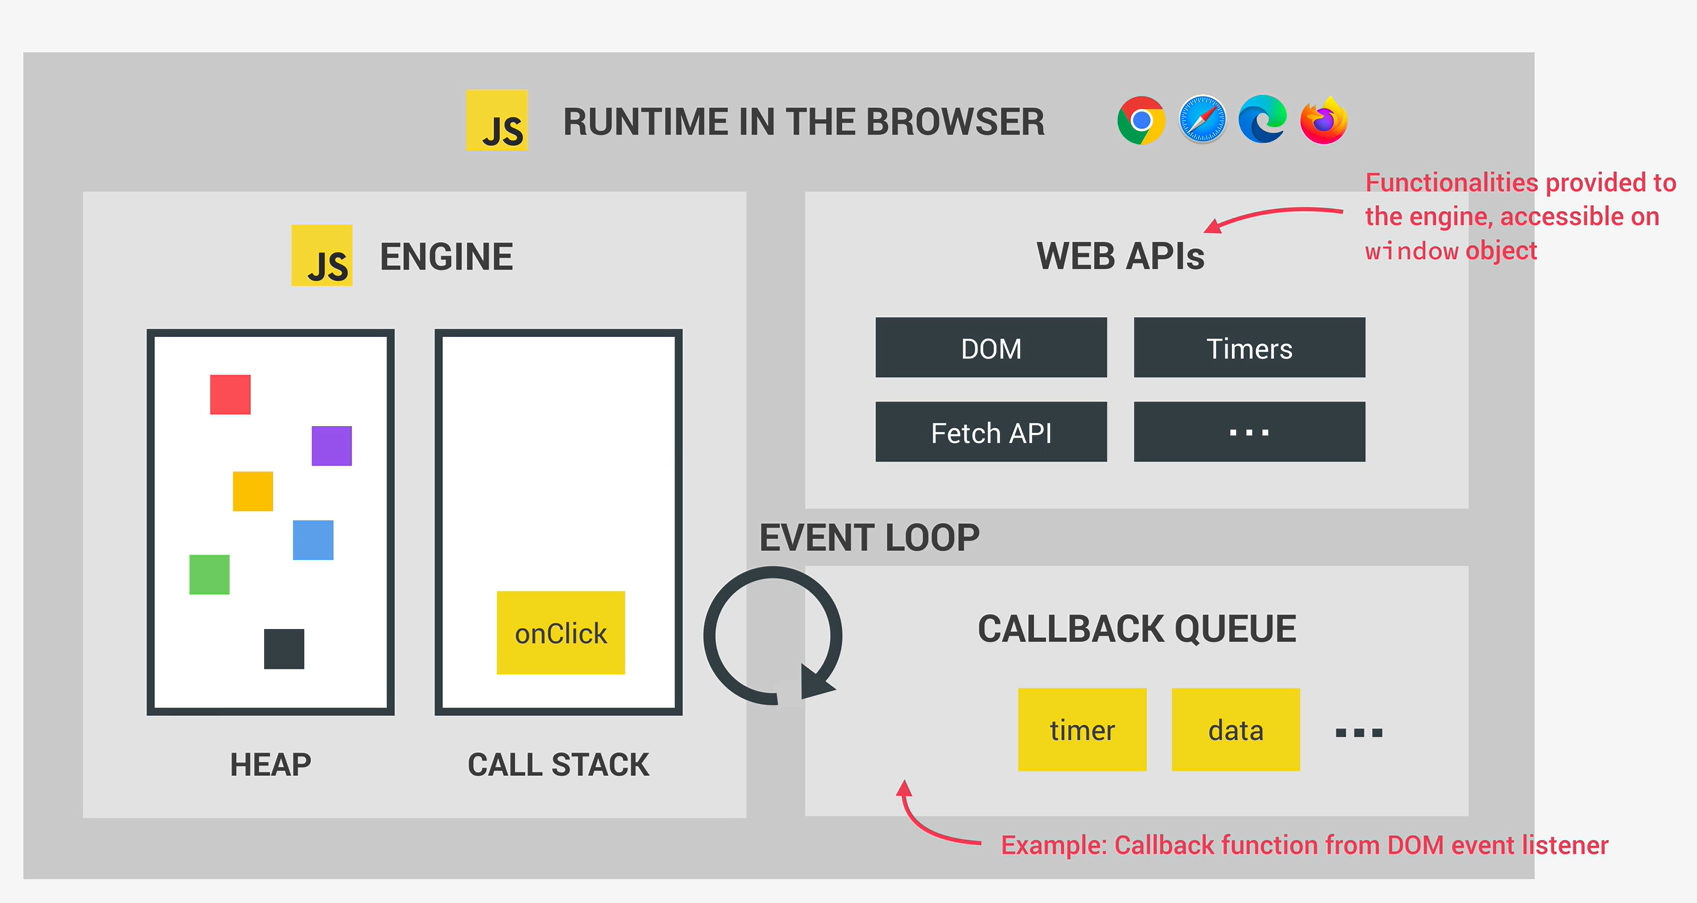 JS RUNTIME IN THE BROWSER
Functionalities provided to
the engine, accessible on
window object
JS ENGINE
WEB APIs
DOM
Timers
Fetch API
...
EVENT LOOP
onClick
HEAP
CALL STACK
CALLBACK QUEUE
timer
data
...
Example: Callback function from DOM event listener